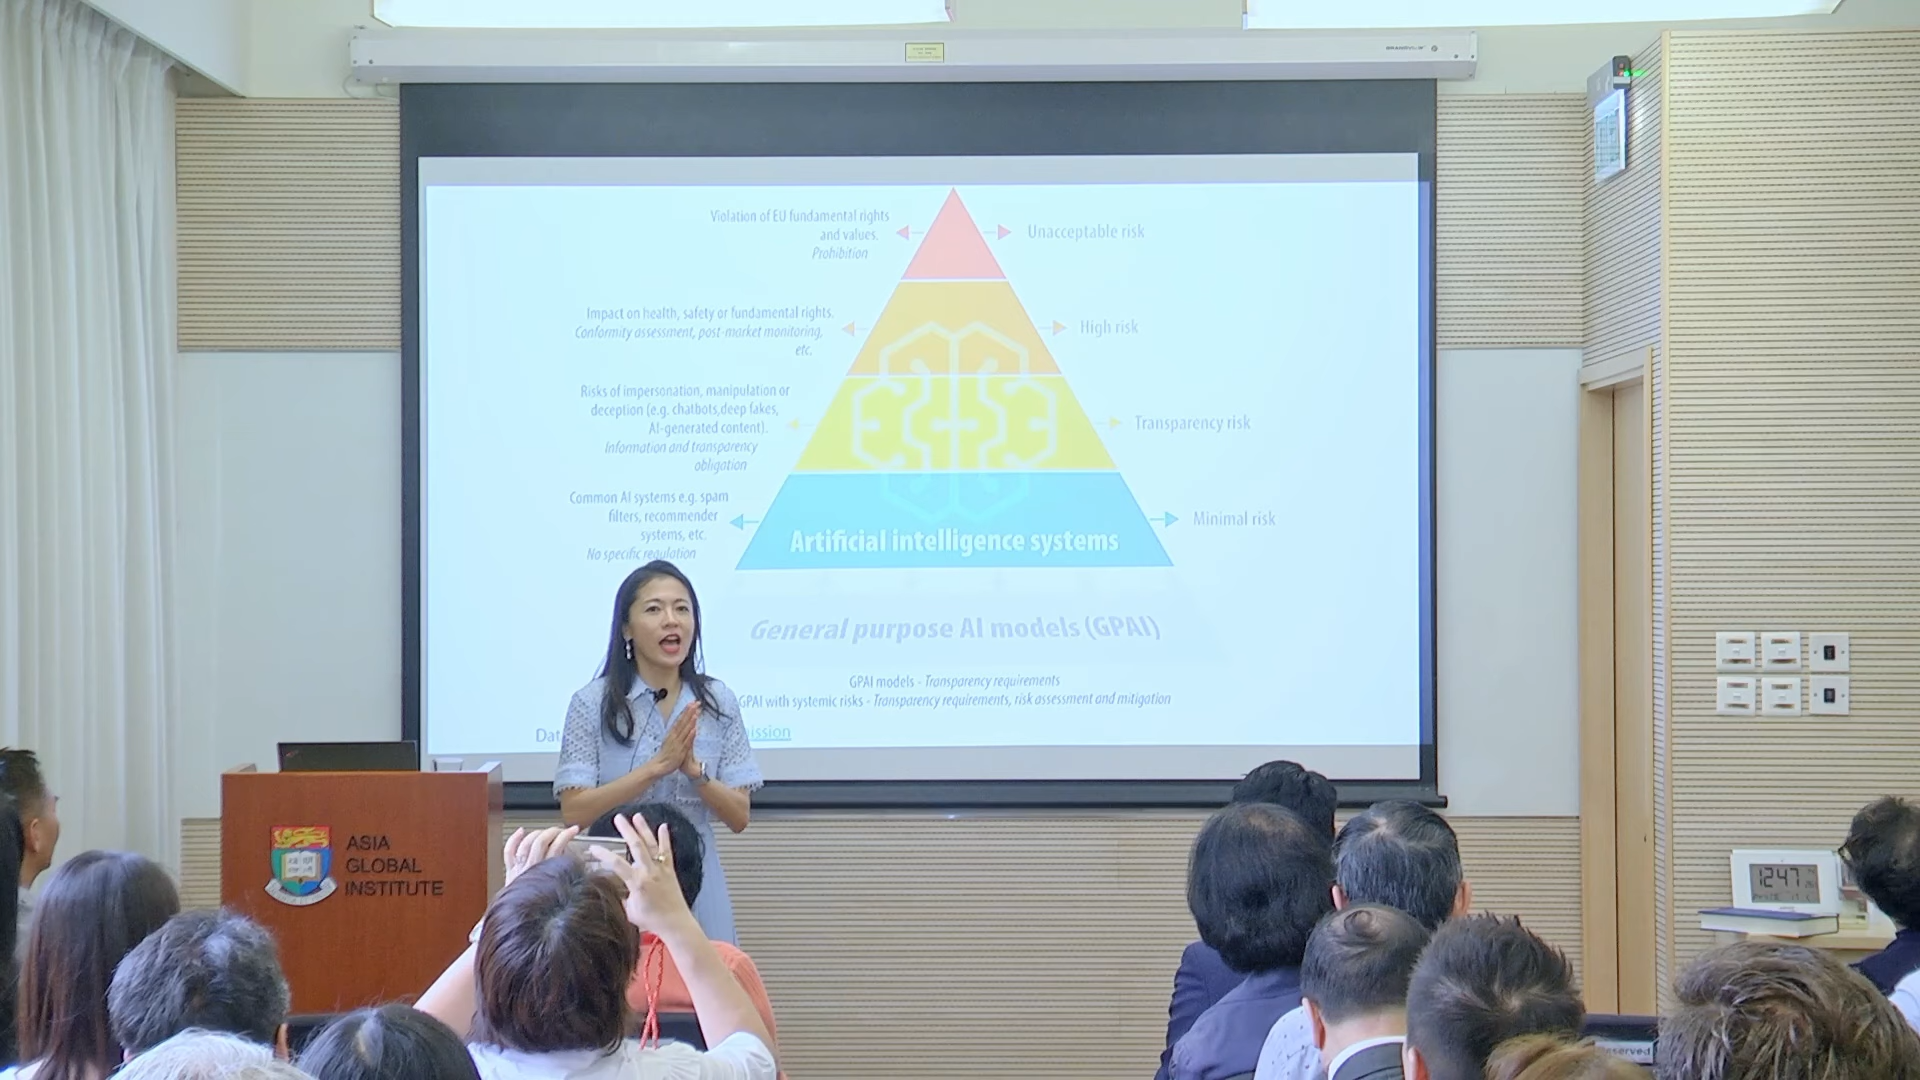 Violation of EU fundamental rights
and values.
Prohibition
Unacceptable risk
Impact on health, safety or fundamental rights.
Conformity assessment, post-market monitoring,
etc.
High risk
Risks of impersonation, manipulation or
deception (e.g. chatbots,deep fakes,
AI-generated content).
Information and transparency
obligation
Transparency risk
Common AI systems e.g. spam
filters, recommender
systems, etc.
No specific regulation
Minimal risk
Artificial intelligence systems
General purpose AI models (GPAI)
GPAI models - Transparency requirements
GPAI with systemic risks - Transparency requirements, risk assessment and mitigation
ASIA
GLOBAL
INSTITUTE
1247